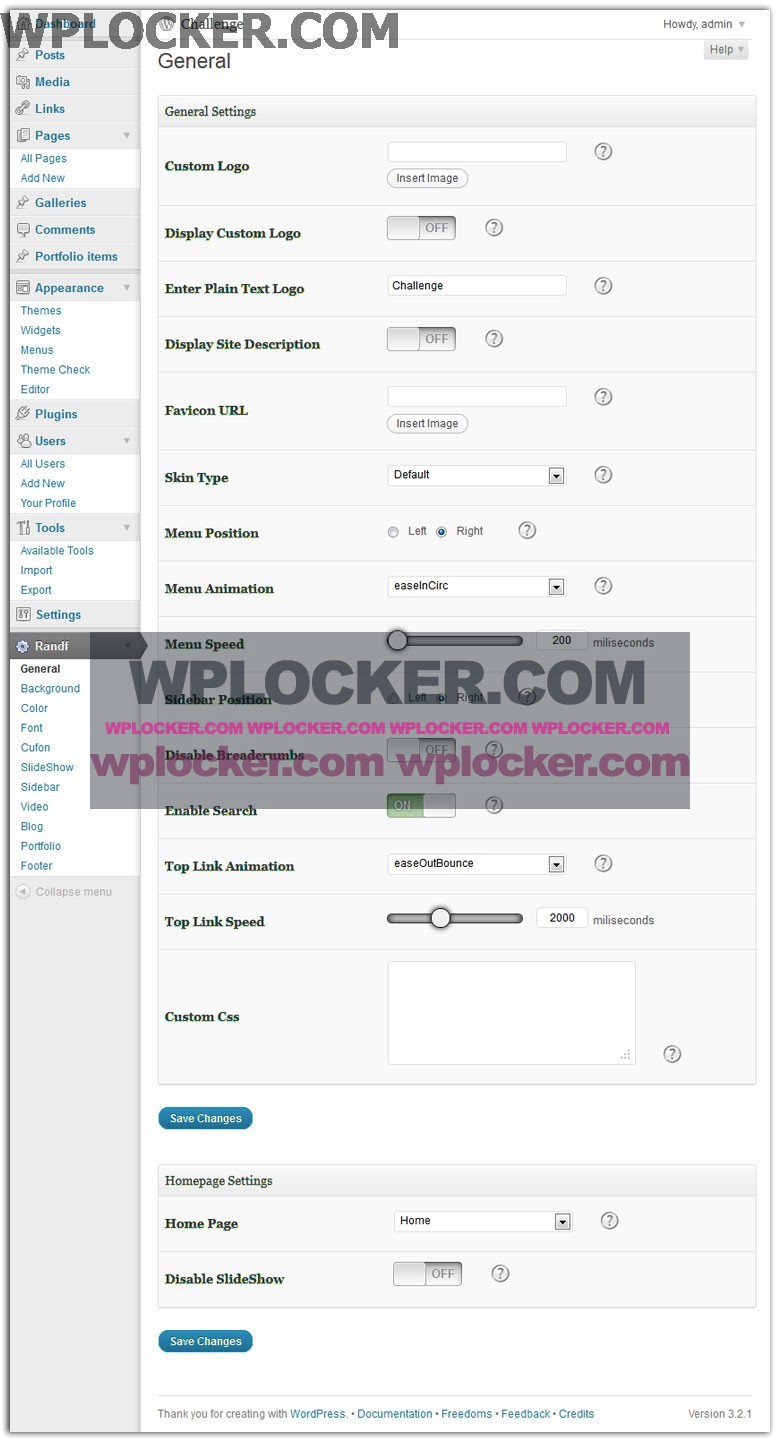 WPLOCKER.COM
Dashboard
Challenge
Howdy, admin
Help
Posts
Media
Links
Pages
All Pages
Add New
Galleries
Comments
Portfolio items
Appearance
Themes
Widgets
Menus
Theme Check
Editor
Plugins
Users
All Users
Add New
Your Profile
Tools
Available Tools
Import
Export
Settings
Randf
General
Background
Color
Font
Cufon
SlideShow
Sidebar
Video
Blog
Portfolio
Footer
Collapse menu
General
General Settings
Custom Logo
Insert Image
Display Custom Logo OFF
Enter Plain Text Logo Challenge
Display Site Description OFF
Favicon URL
Insert Image
Skin Type Default
Menu Position Left Right
Menu Animation easeInCirc
Menu Speed 200 miliseconds
WPLOCKER.COM
Sidebar Position Left Right
WPLOCKER.COM WPLOCKER.COM WPLOCKER.COM WPLOCKER.COM
Disable Breadcrumbs OFF
wplocker.com wplocker.com
Enable Search ON
Top Link Animation easeOutBounce
Top Link Speed 2000 miliseconds
Custom Css
Save Changes
Homepage Settings
Home Page Home
Disable SlideShow OFF
Save Changes
Thank you for creating with WordPress. • Documentation • Freedoms • Feedback • Credits
Version 3.2.1